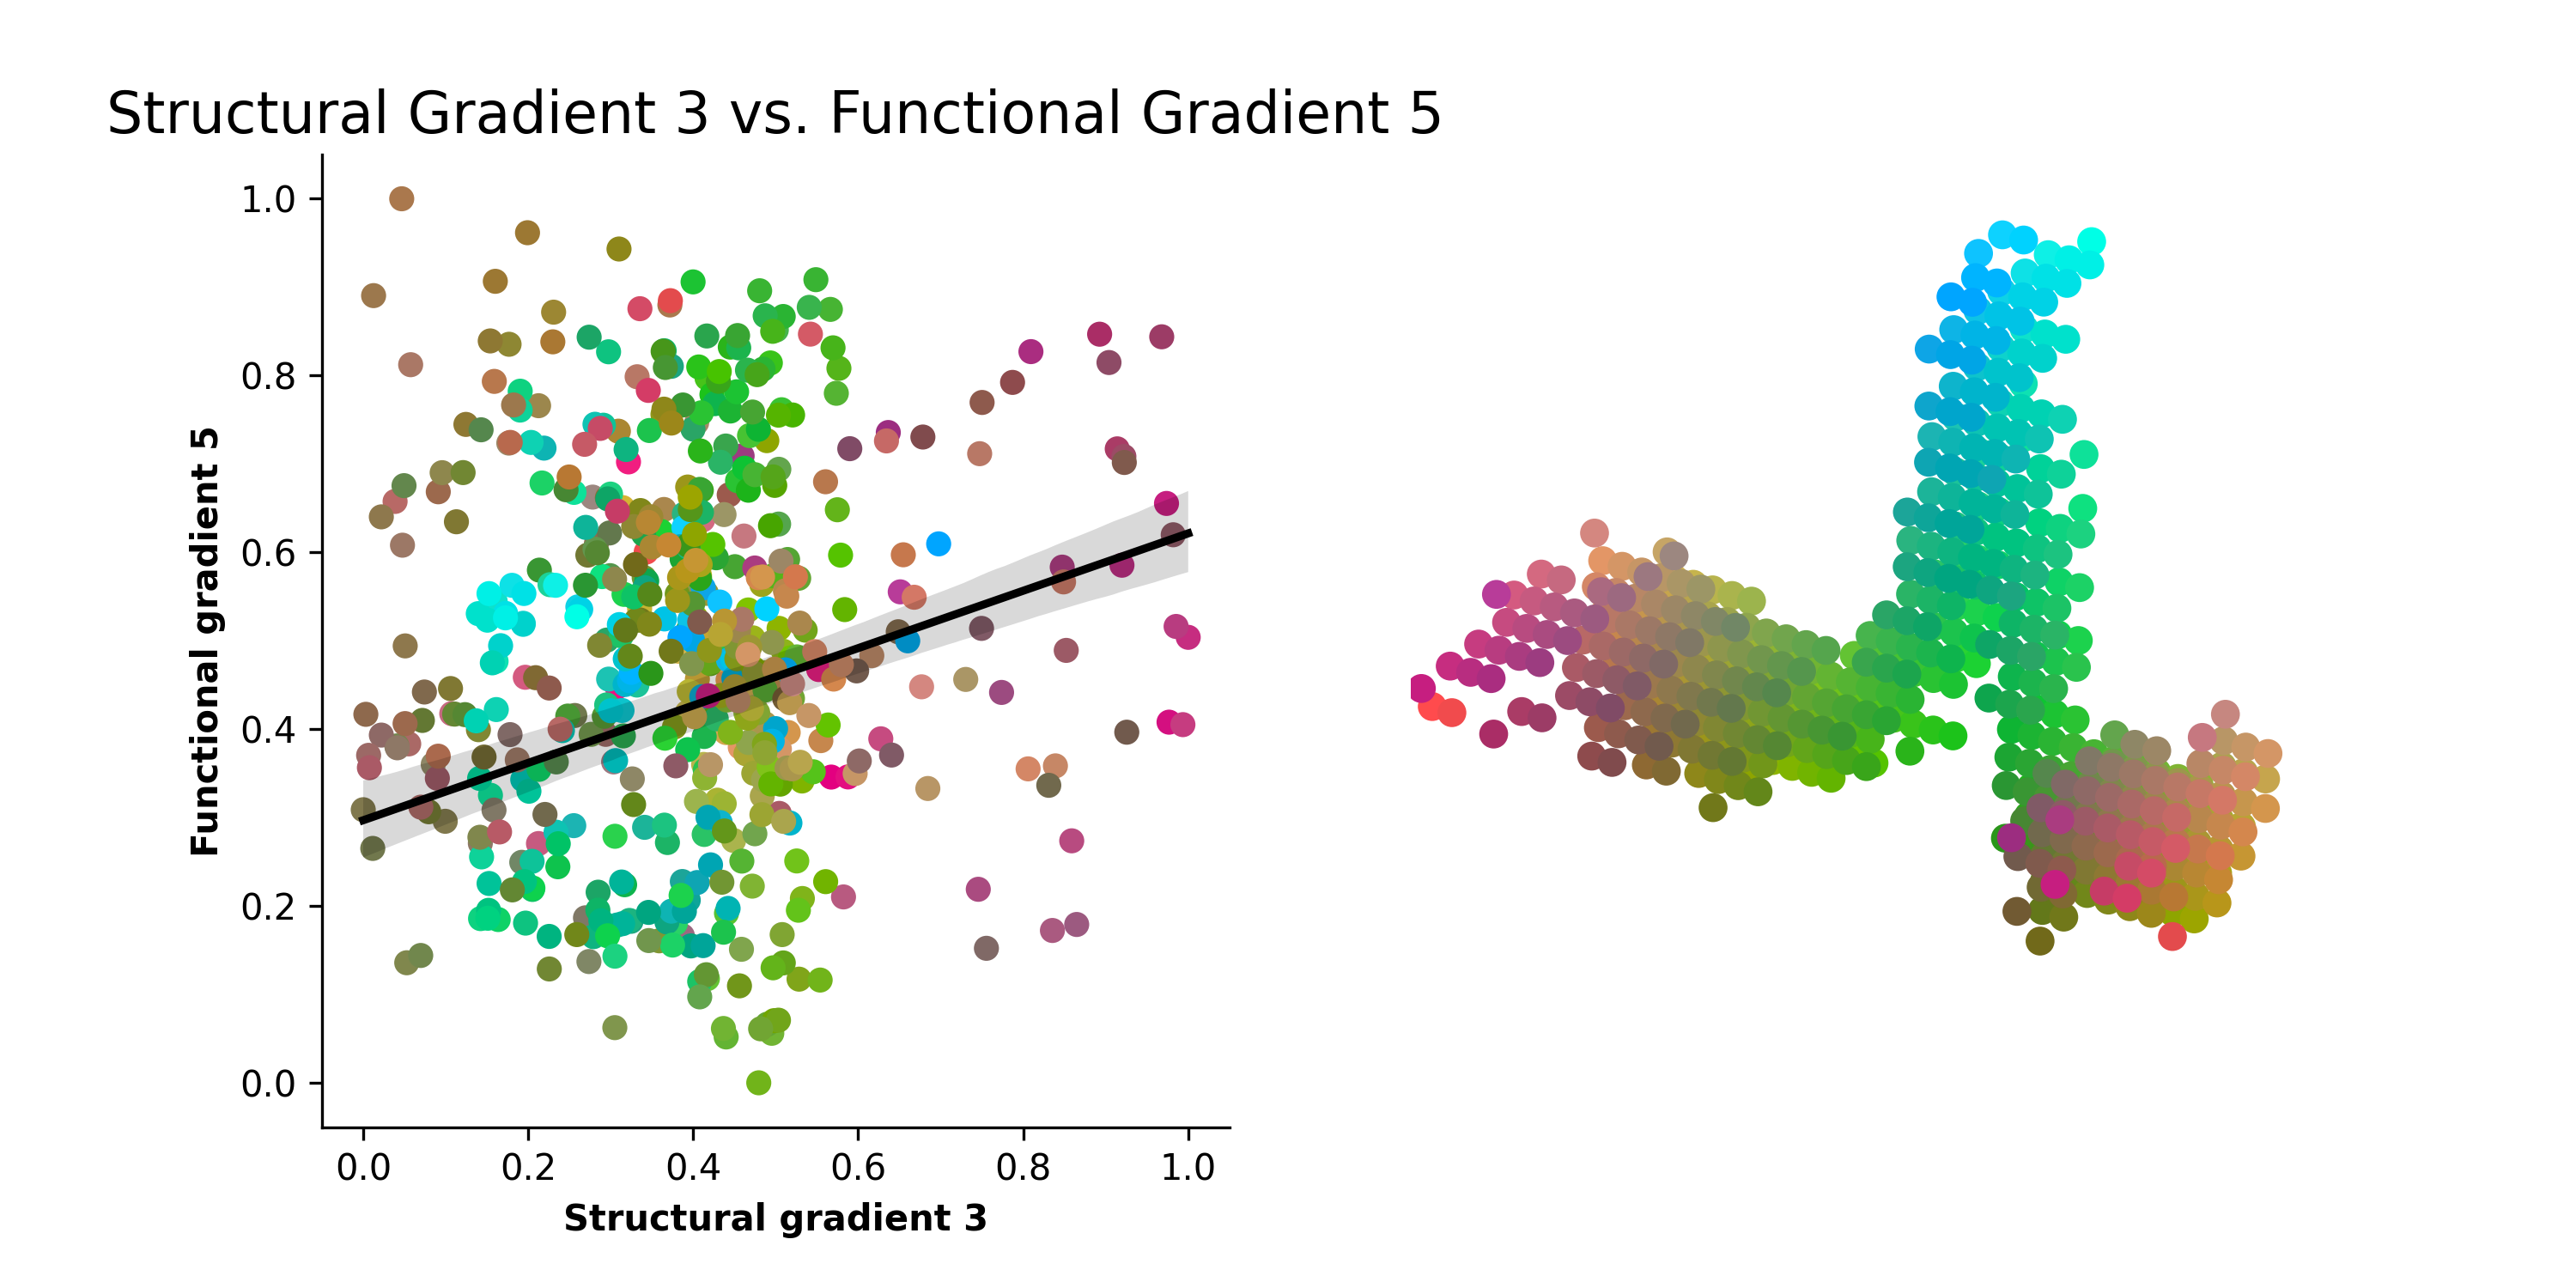 Structural Gradient 3 vs. Functional Gradient 5
Functional gradient 5
1.0
0.8
0.6
0.4
0.2
0.0
0.0 0.2 0.4 0.6 0.8 1.0
Structural gradient 3